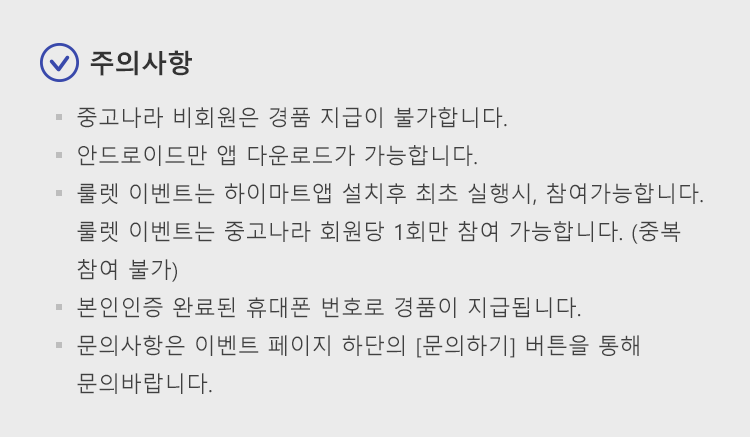 주의사항
중고나라 비회원은 경품 지급이 불가합니다.
안드로이드만 앱 다운로드가 가능합니다.
룰렛 이벤트는 하이마트앱 설치후 최초 실행시, 참여가능합니다.
룰렛 이벤트는 중고나라 회원당 1회만 참여 가능합니다. (중복
참여 불가)
본인인증 완료된 휴대폰 번호로 경품이 지급됩니다.
문의사항은 이벤트 페이지 하단의 [문의하기] 버튼을 통해
문의바랍니다.